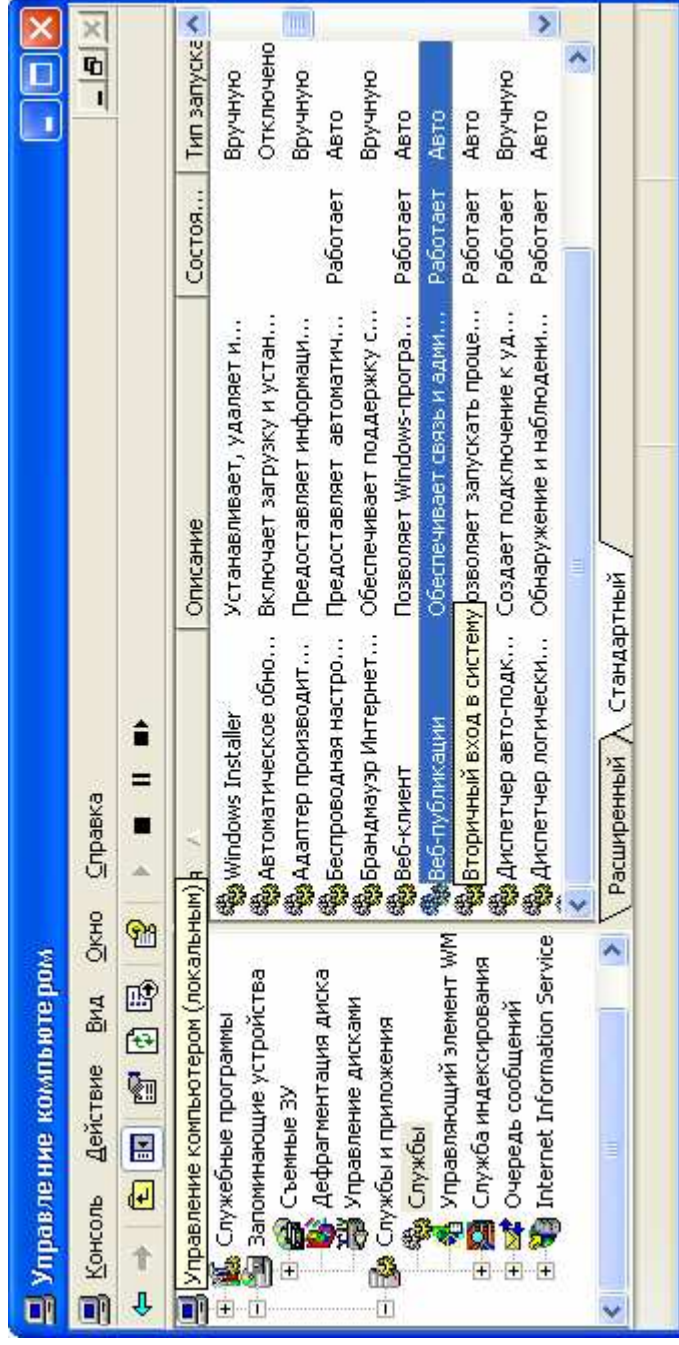 Управление компьютером
Консоль Действие Вид Окно Справка
Управление компьютером (локальным)
Служебные программы
Запоминающие устройства
Съемные ЗУ
Дефрагментация диска
Управление дисками
Службы и приложения
Службы
Управляющий элемент WM
Служба индексирования
Очередь сообщений
Internet Information Service
я Описание Состоя... Тип запуска
Windows Installer Устанавливает, удаляет и... Вручную
Автоматическое обно... Включает загрузку и устан... Отключено
Адаптер производит... Предоставляет информаци... Вручную
Беспроводная настро... Предоставляет автоматич... Работает Авто
Брандмауэр Интернет... Обеспечивает поддержку с... Вручную
Веб-клиент Позволяет Windows-програ... Работает Авто
Веб-публикации Обеспечивает связь и адми... Работает Авто
Вторичный вход в систему озволяет запускать проце... Работает Авто
Диспетчер авто-подк... Создает подключение к уд... Работает Вручную
Диспетчер логически... Обнаружение и наблюдени... Работает Авто
Расширенный Стандартный